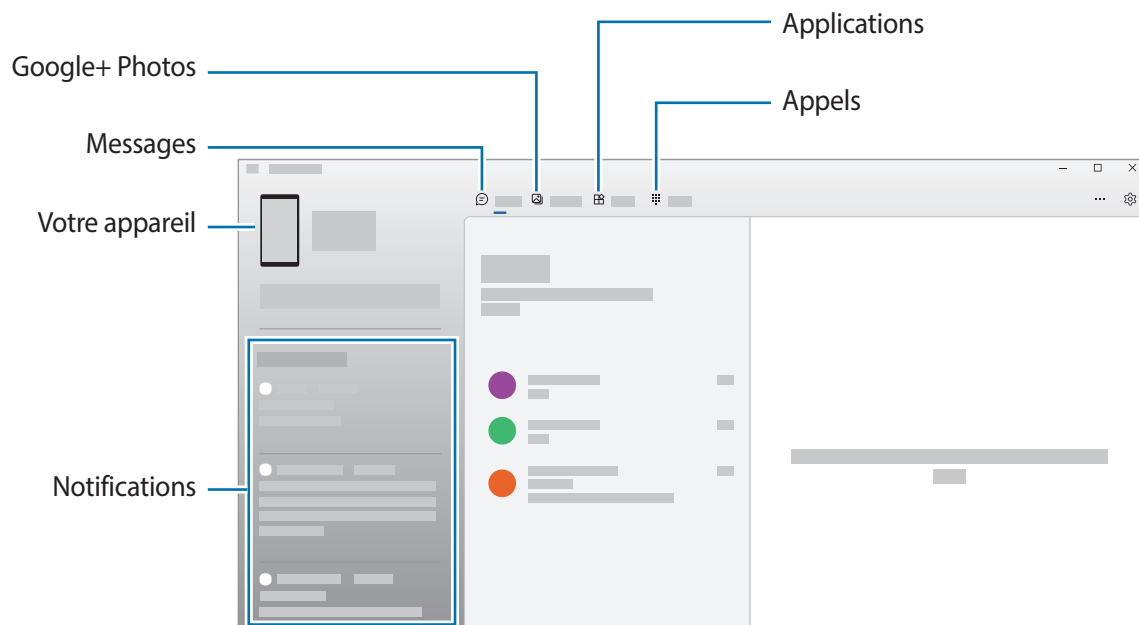 Applications
Google+ Photos
Appels
Messages
Votre appareil
Notifications